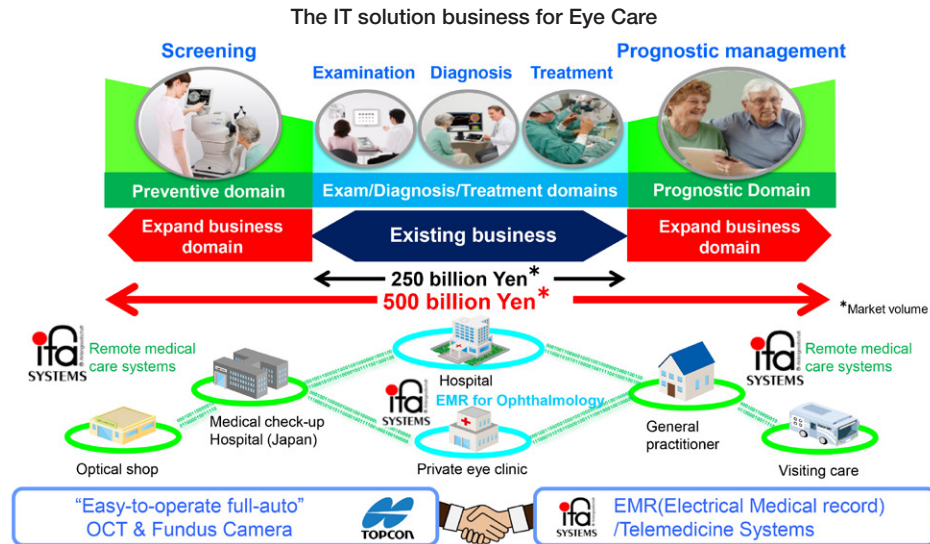 The IT solution business for Eye Care
Screening
Prognostic management
Examination
Diagnosis
Treatment
Preventive domain
Exam/Diagnosis/Treatment domains
Prognostic Domain
Expand business
domain
Existing business
Expand business
domain
250 billion Yen*
500 billion Yen*
*Market volume
ifa
SYSTEMS
Remote medical
care systems
ifa
SYSTEMS
Remote medical
care systems
Hospital
ifa
SYSTEMS
EMR for Ophthalmology
Medical check-up
Hospital (Japan)
General
practitioner
Optical shop
Private eye clinic
Visiting care
“Easy-to-operate full-auto”
OCT & Fundus Camera
TOPCON
ifa
SYSTEMS
EMR(Electrical Medical record)
/Telemedicine Systems